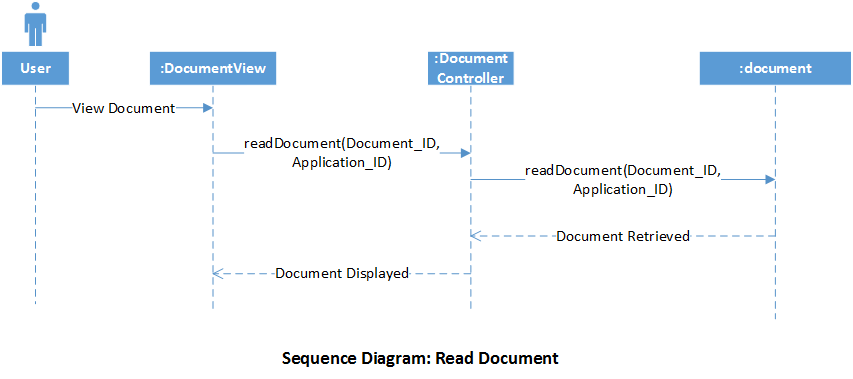 User
:DocumentView
:Document
Controller
:document
View Document
readDocument(Document_ID,
Application_ID)
readDocument(Document_ID,
Application_ID)
Document Retrieved
Document Displayed
Sequence Diagram: Read Document